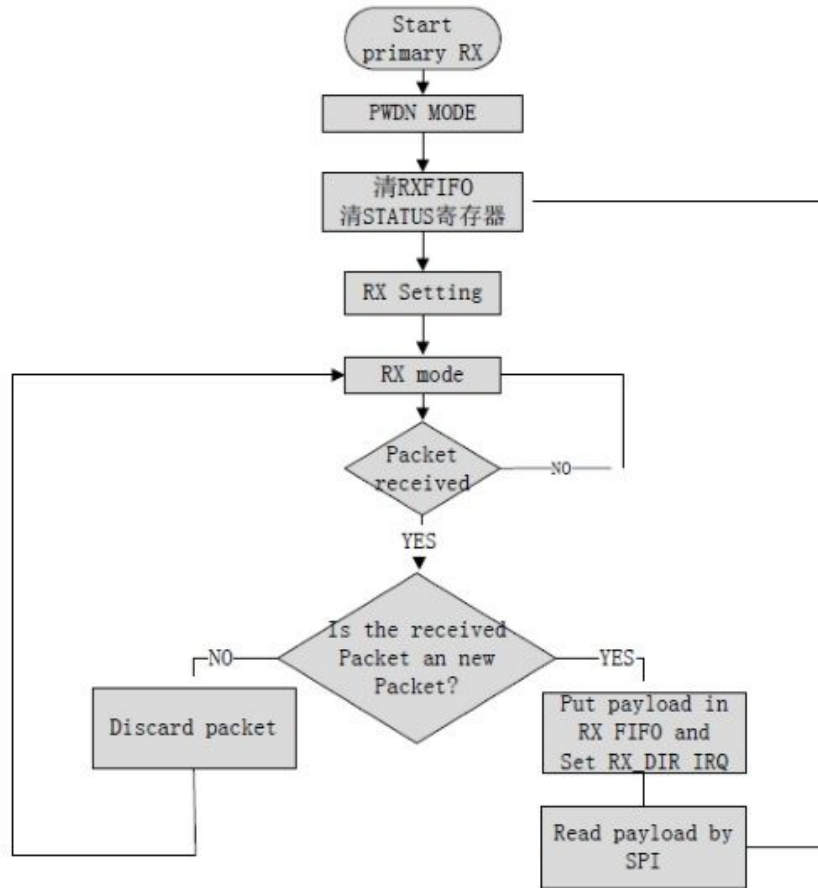 Start
primary RX
PWDN MODE
清RXFIFO
清STATUS寄存器
RX Setting
RX mode
Packet
received
NO
YES
Is the received
Packet an new
Packet?
NO
YES
Discard packet
Put payload in
RX FIFO and
Set RX_DIR IRQ
Read payload by
SPI